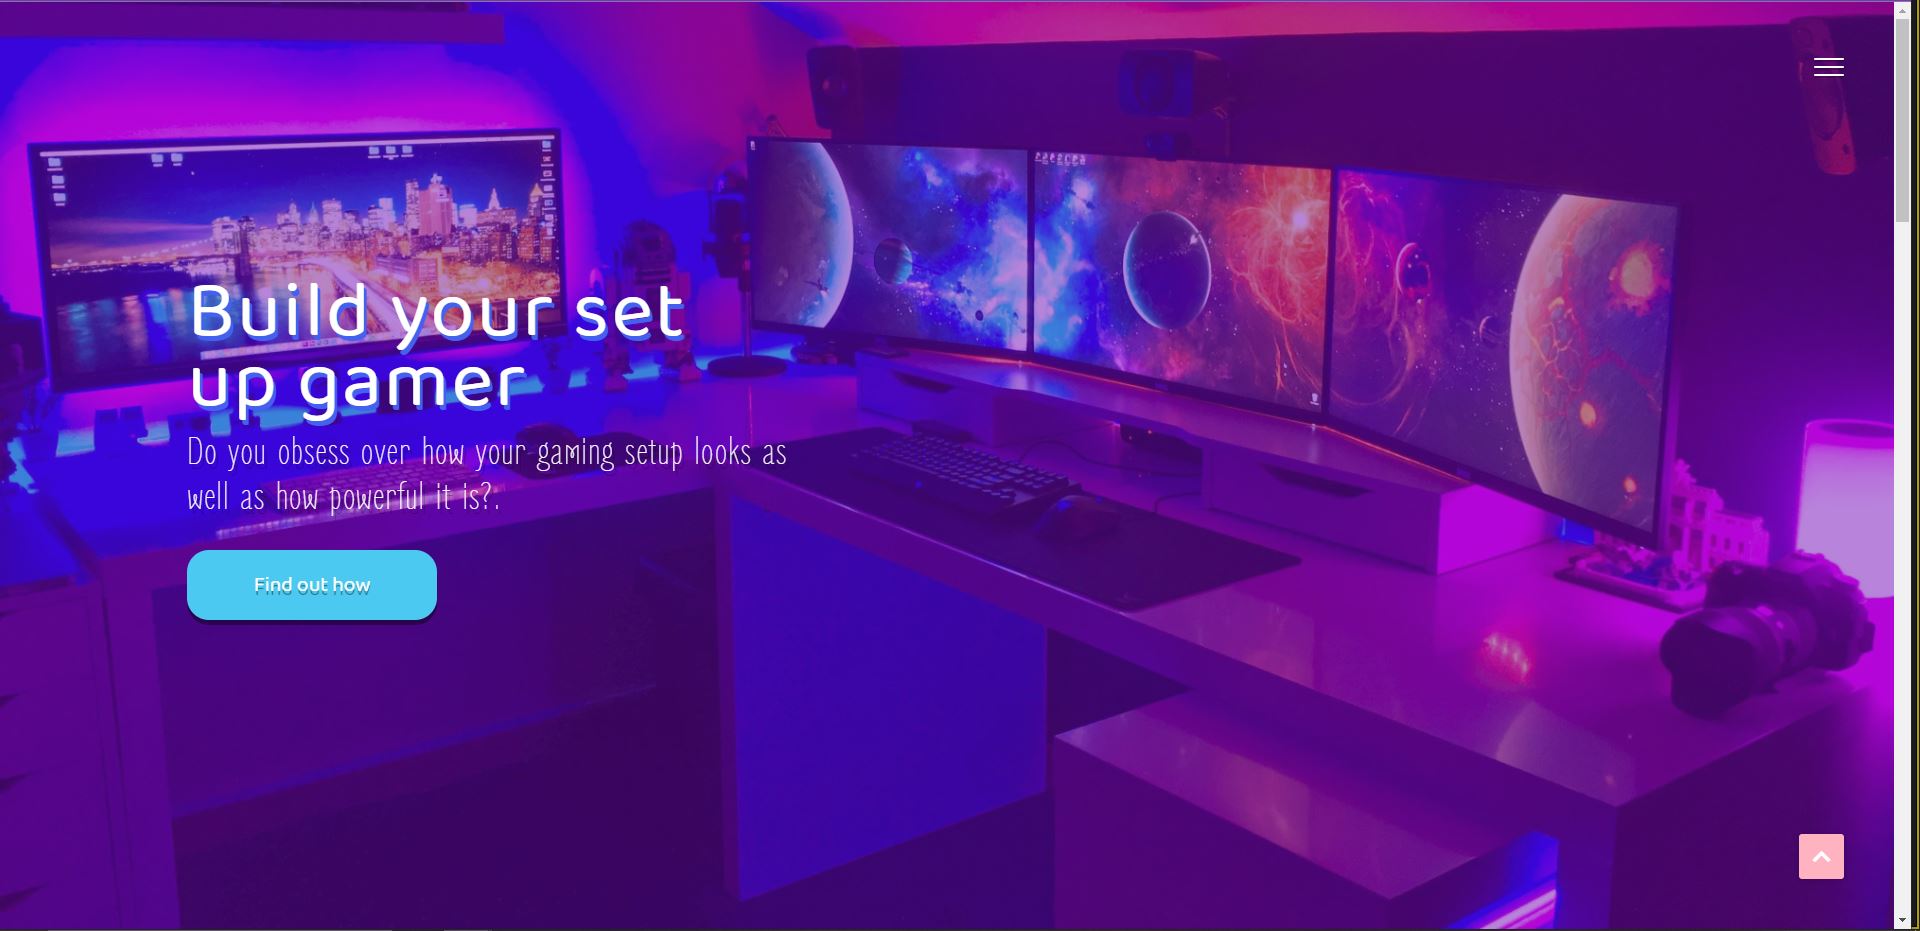 Build your set
up gamer
Do you obsess over how your gaming setup looks as
well as how powerful it is?.
Find out how